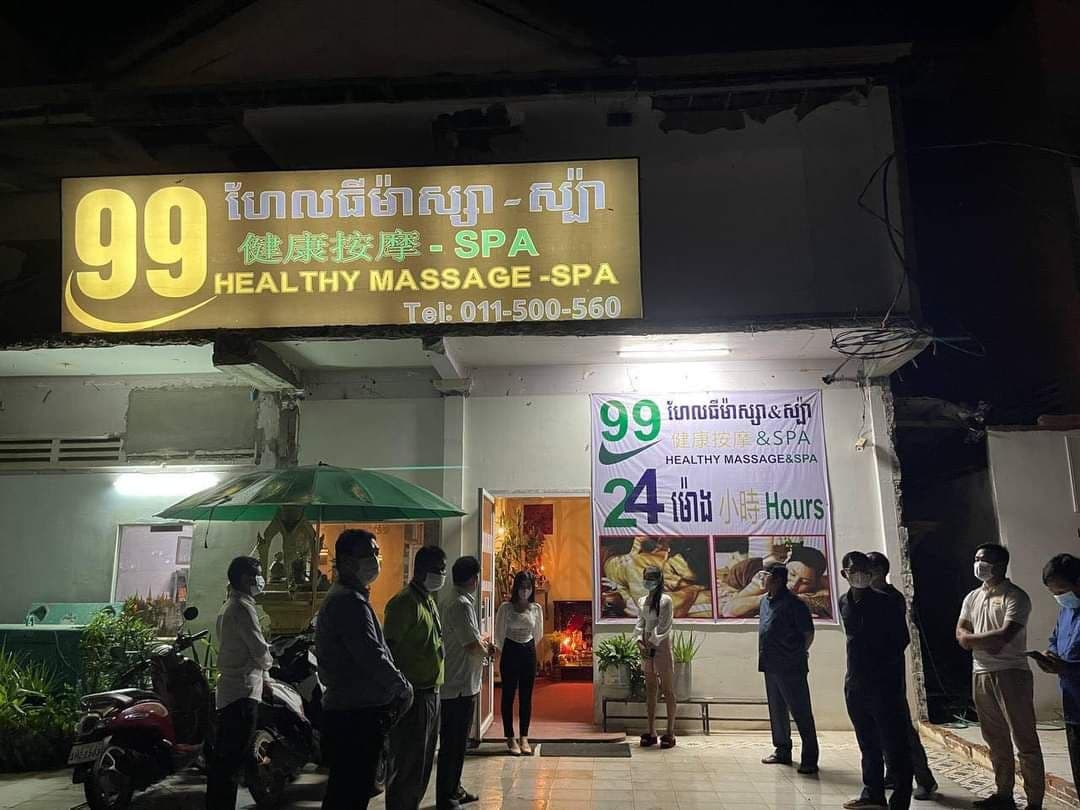 99 ហែលធីម៉ាស្សា - ស្ប៉ា
健康按摩 - SPA
HEALTHY MASSAGE -SPA
Tel: 011-500-560
99 ហែលធីម៉ាស្សា&ស្ប៉ា
健康按摩&SPA
HEALTHY MASSAGE&SPA
24 ម៉ោង 小時 Hours